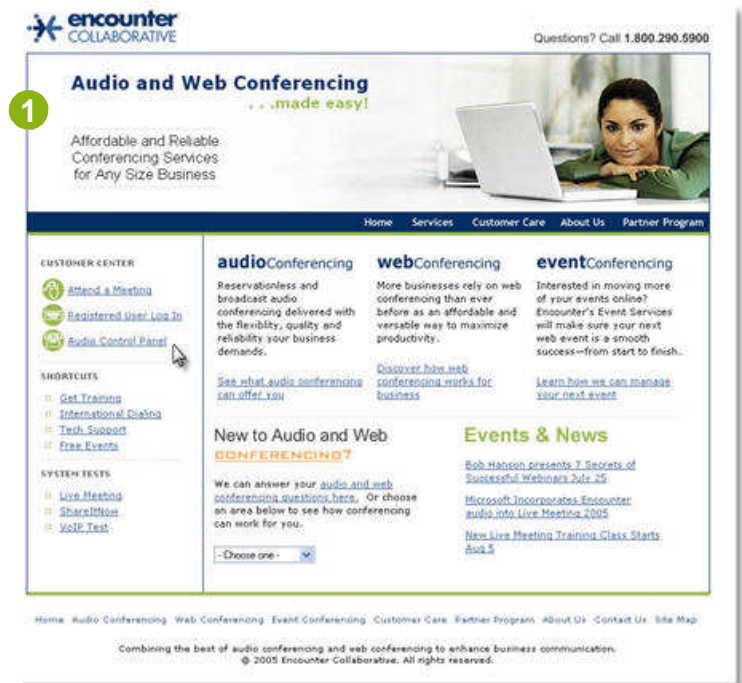 encounter
COLLABORATIVE
Questions? Call 1.800.290.5900
1
Audio and Web Conferencing
. . .made easy!
Affordable and Reliable
Conferencing Services
for Any Size Business
Home Services Customer Care About Us Partner Program
CUSTOMER CENTER
Attend a Meeting
Registered User Log In
Audio Control Panel
SHORTCUTS
Get Training
International Dialing
Tech Support
Free Events
SYSTEM TESTS
Live Meeting
ShareItNow
VoIP Test
audioConferencing
Reservationless and
broadcast audio
conferencing delivered with
the flexiblity, quality and
reliability your business
demands.
See what audio conferencing
can offer you
webConferencing
More businesses rely on web
conferencing than ever
before as an affordable and
versable way to maximize
productivity.
Discover how web
conferencing works for
business
eventConferencing
Interested in moving more
of your events online?
Encounter's Event Services
will make sure your next
web event is a smooth
success—from start to finish.
Learn how we can manage
your next event
New to Audio and Web
CONFERENCING?
We can answer your audio and web
conferencing questions here. Or choose
an area below to see how conferencing
can work for you.
- Choose one -
Events & News
Bob Hanson presents 7 Secrets of
Successful Webinars July 25
Microsoft Incorporates Encounter
audio into Live Meeting 2005
New Live Meeting Training Class Starts
Aug 5
Home Audio Conferencing Web Conferencing Event Conferencing Customer Care Partner Program About Us Contact Us Site Map
Combining the best of audio conferencing and web conferencing to enhance business communication.
© 2005 Encounter Collaborative. All rights reserved.